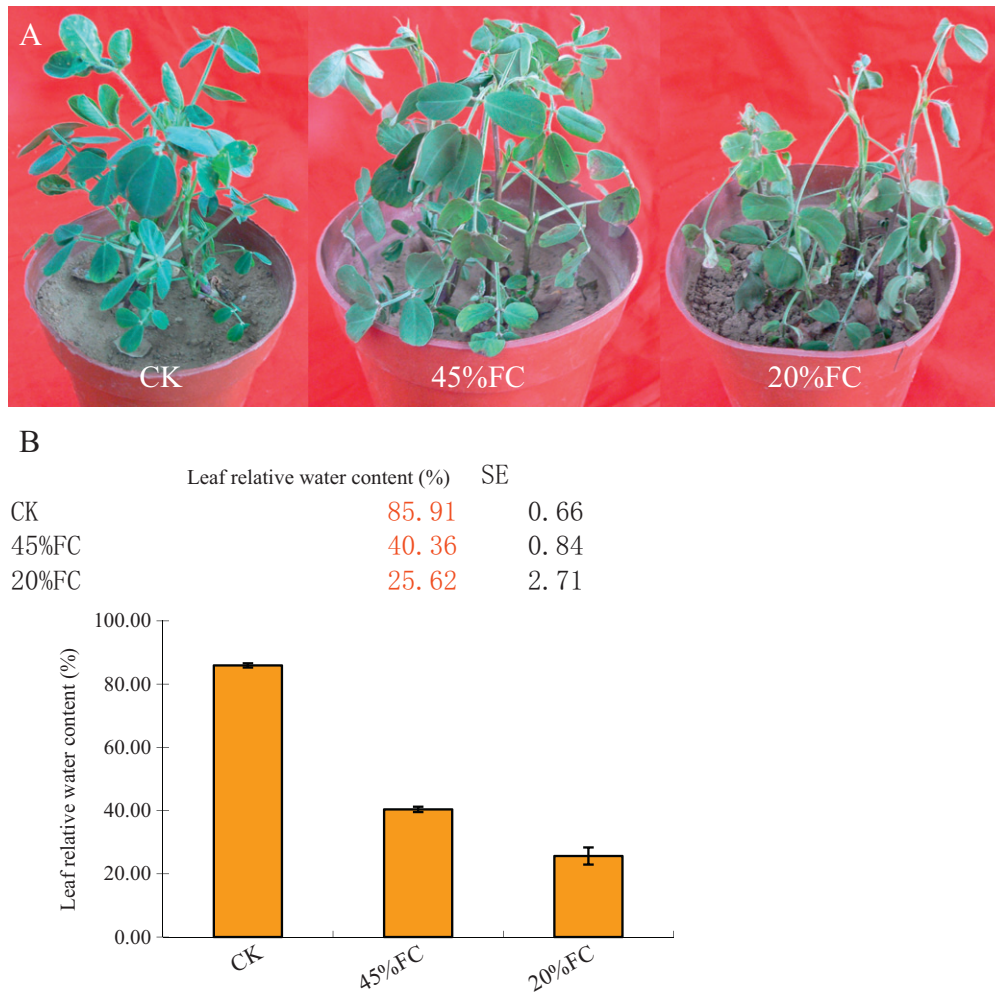 A
CK 45%FC 20%FC
B
Leaf relative water content (%) SE
CK 85.91 0.66
45%FC 40.36 0.84
20%FC 25.62 2.71
100.00
80.00
60.00
40.00
20.00
0.00
Leaf relative water content (%)
CK 45%FC 20%FC